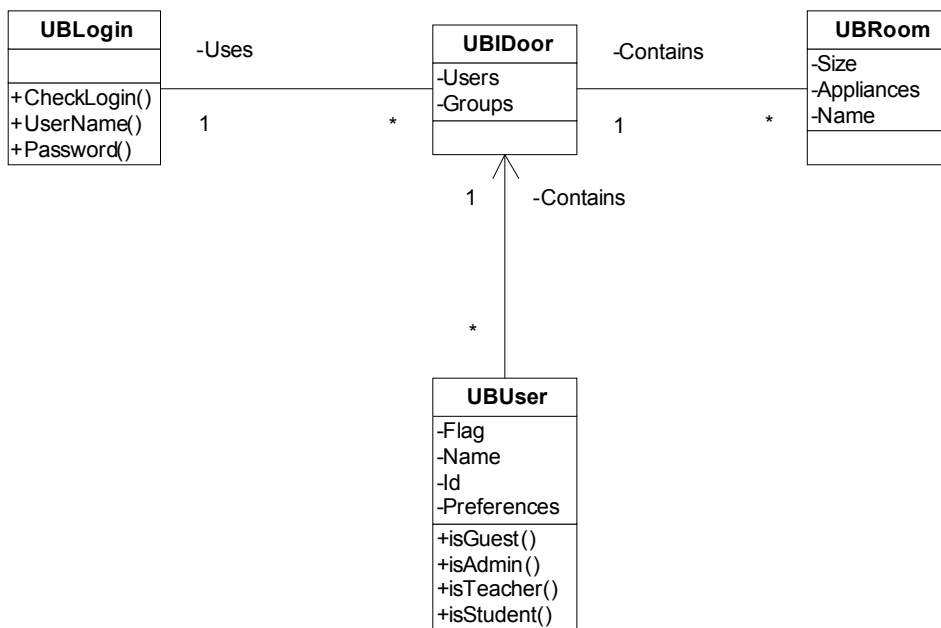 UBLogin
+CheckLogin()
+UserName()
+Password()
-Uses
1
*
UBIDoor
-Users
-Groups
-Contains
1
*
UBRoom
-Size
-Appliances
-Name
1
-Contains
*
UBUser
-Flag
-Name
-Id
-Preferences
+isGuest()
+isAdmin()
+isTeacher()
+isStudent()